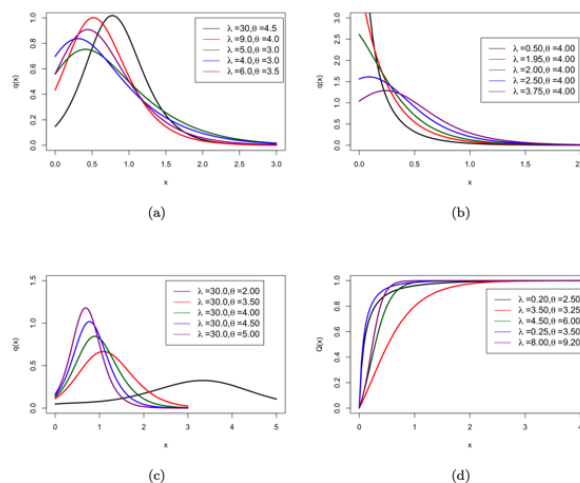 q(x)
1.0
0.8
0.6
0.4
0.2
0.0
λ =30,θ =4.5
λ =9.0,θ =4.0
λ =5.0,θ =3.0
λ =4.0,θ =3.0
λ =6.0,θ =3.5
0.0 0.5 1.0 1.5 2.0 2.5 3.0
x
(a)
q(x)
3.0
2.5
2.0
1.5
1.0
0.5
0.0
λ =0.50,θ =4.00
λ =1.95,θ =4.00
λ =2.00,θ =4.00
λ =2.50,θ =4.00
λ =3.75,θ =4.00
0.0 0.5 1.0 1.5 2.0
x
(b)
q(x)
1.5
1.0
0.5
0.0
λ =30.0,θ =2.00
λ =30.0,θ =3.50
λ =30.0,θ =4.00
λ =30.0,θ =4.50
λ =30.0,θ =5.00
0 1 2 3 4 5
x
(c)
Q(x)
1.0
0.8
0.6
0.4
0.2
0.0
λ =0.20,θ =2.50
λ =3.50,θ =3.25
λ =4.50,θ =6.00
λ =0.25,θ =3.50
λ =8.00,θ =9.20
0 1 2 3 4
x
(d)